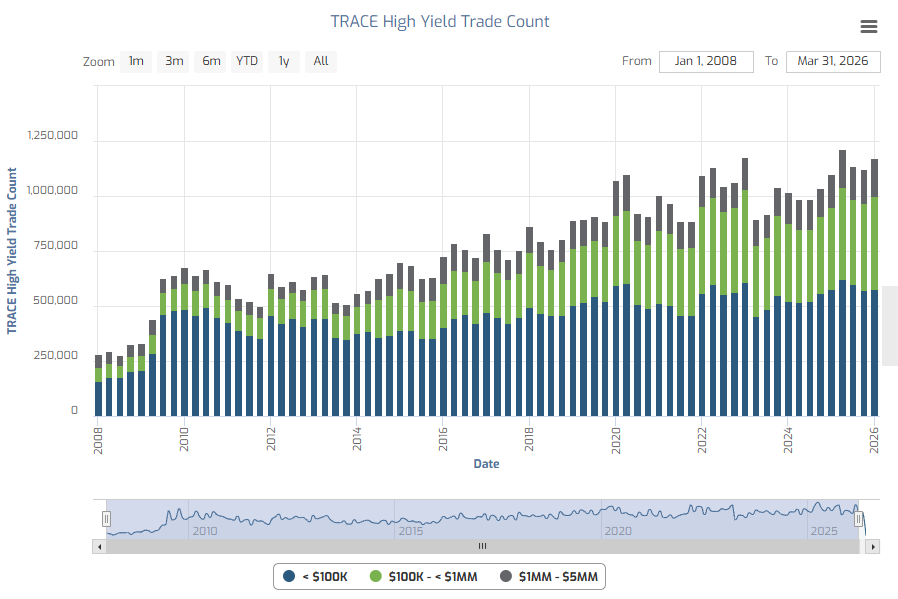 TRACE High Yield Trade Count
Zoom 1m 3m 6m YTD 1y All From Jan 1, 2008 To Mar 31, 2026
TRACE High Yield Trade Count
1,250,000
1,000,000
750,000
500,000
250,000
0
2008 2010 2012 2014 2016 2018 2020 2022 2024 2026
Date
2010 2015 2020 2025
< $100K $100K - < $1MM $1MM - $5MM